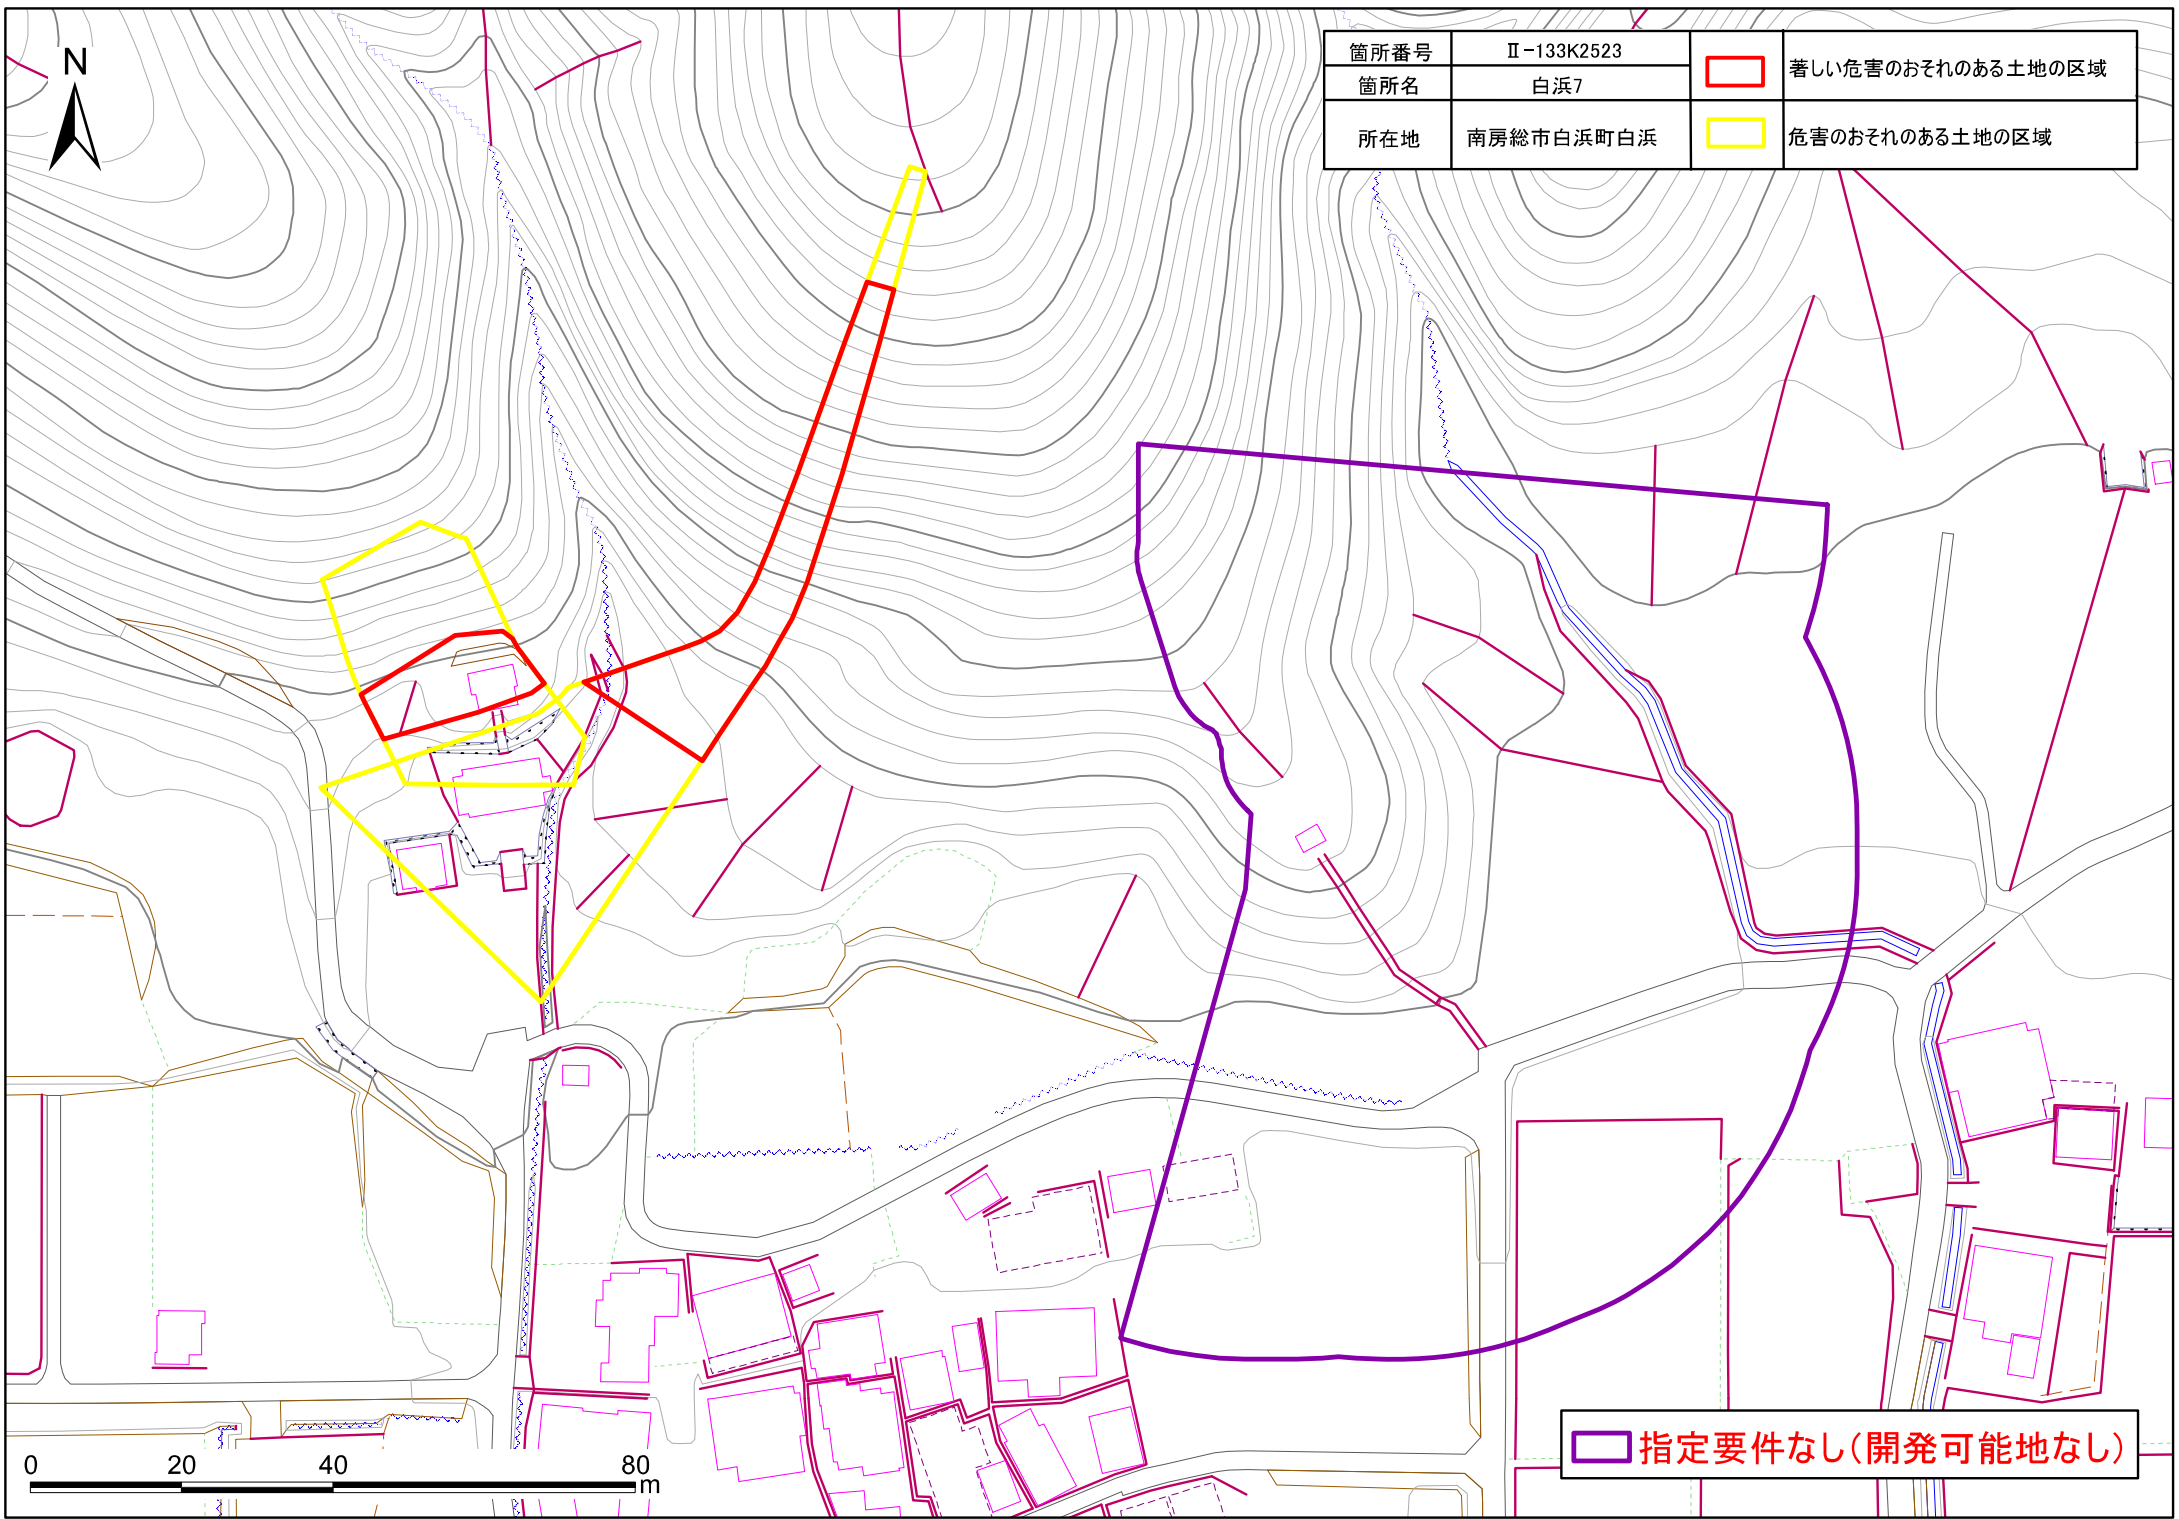 N
箇所番号 Ⅱ-133K2523
箇所名 白浜7
所在地 南房総市白浜町白浜
著しい危害のおそれのある土地の区域
危害のおそれのある土地の区域
指定要件なし(開発可能地なし)
0 20 40 80
m